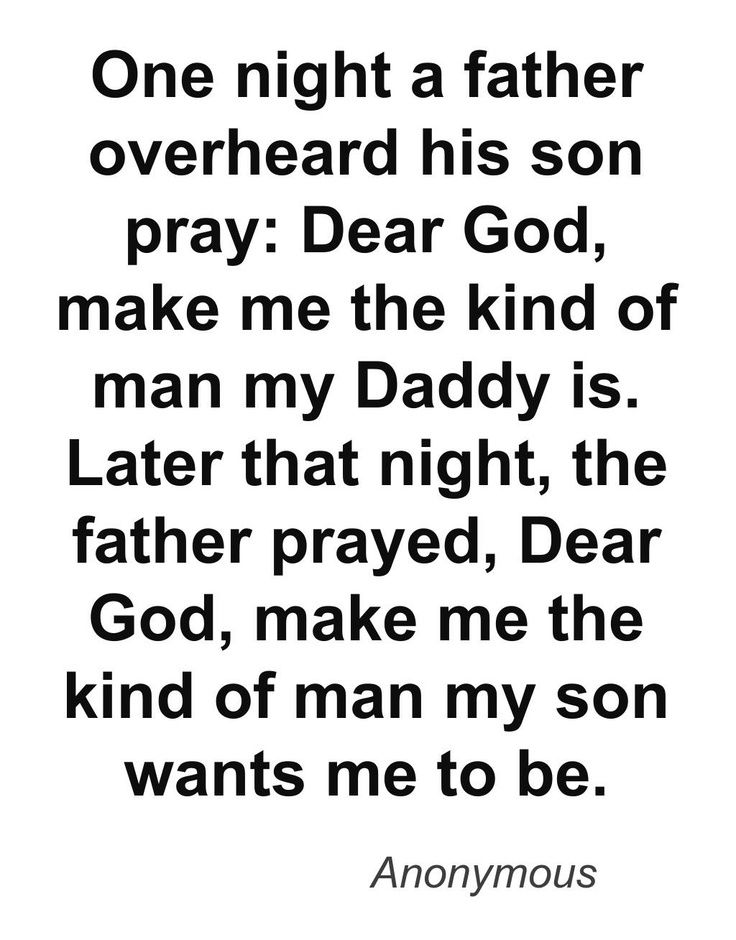 One night a father
overheard his son
pray: Dear God,
make me the kind of
man my Daddy is.
Later that night, the
father prayed, Dear
God, make me the
kind of man my son
wants me to be.
Anonymous